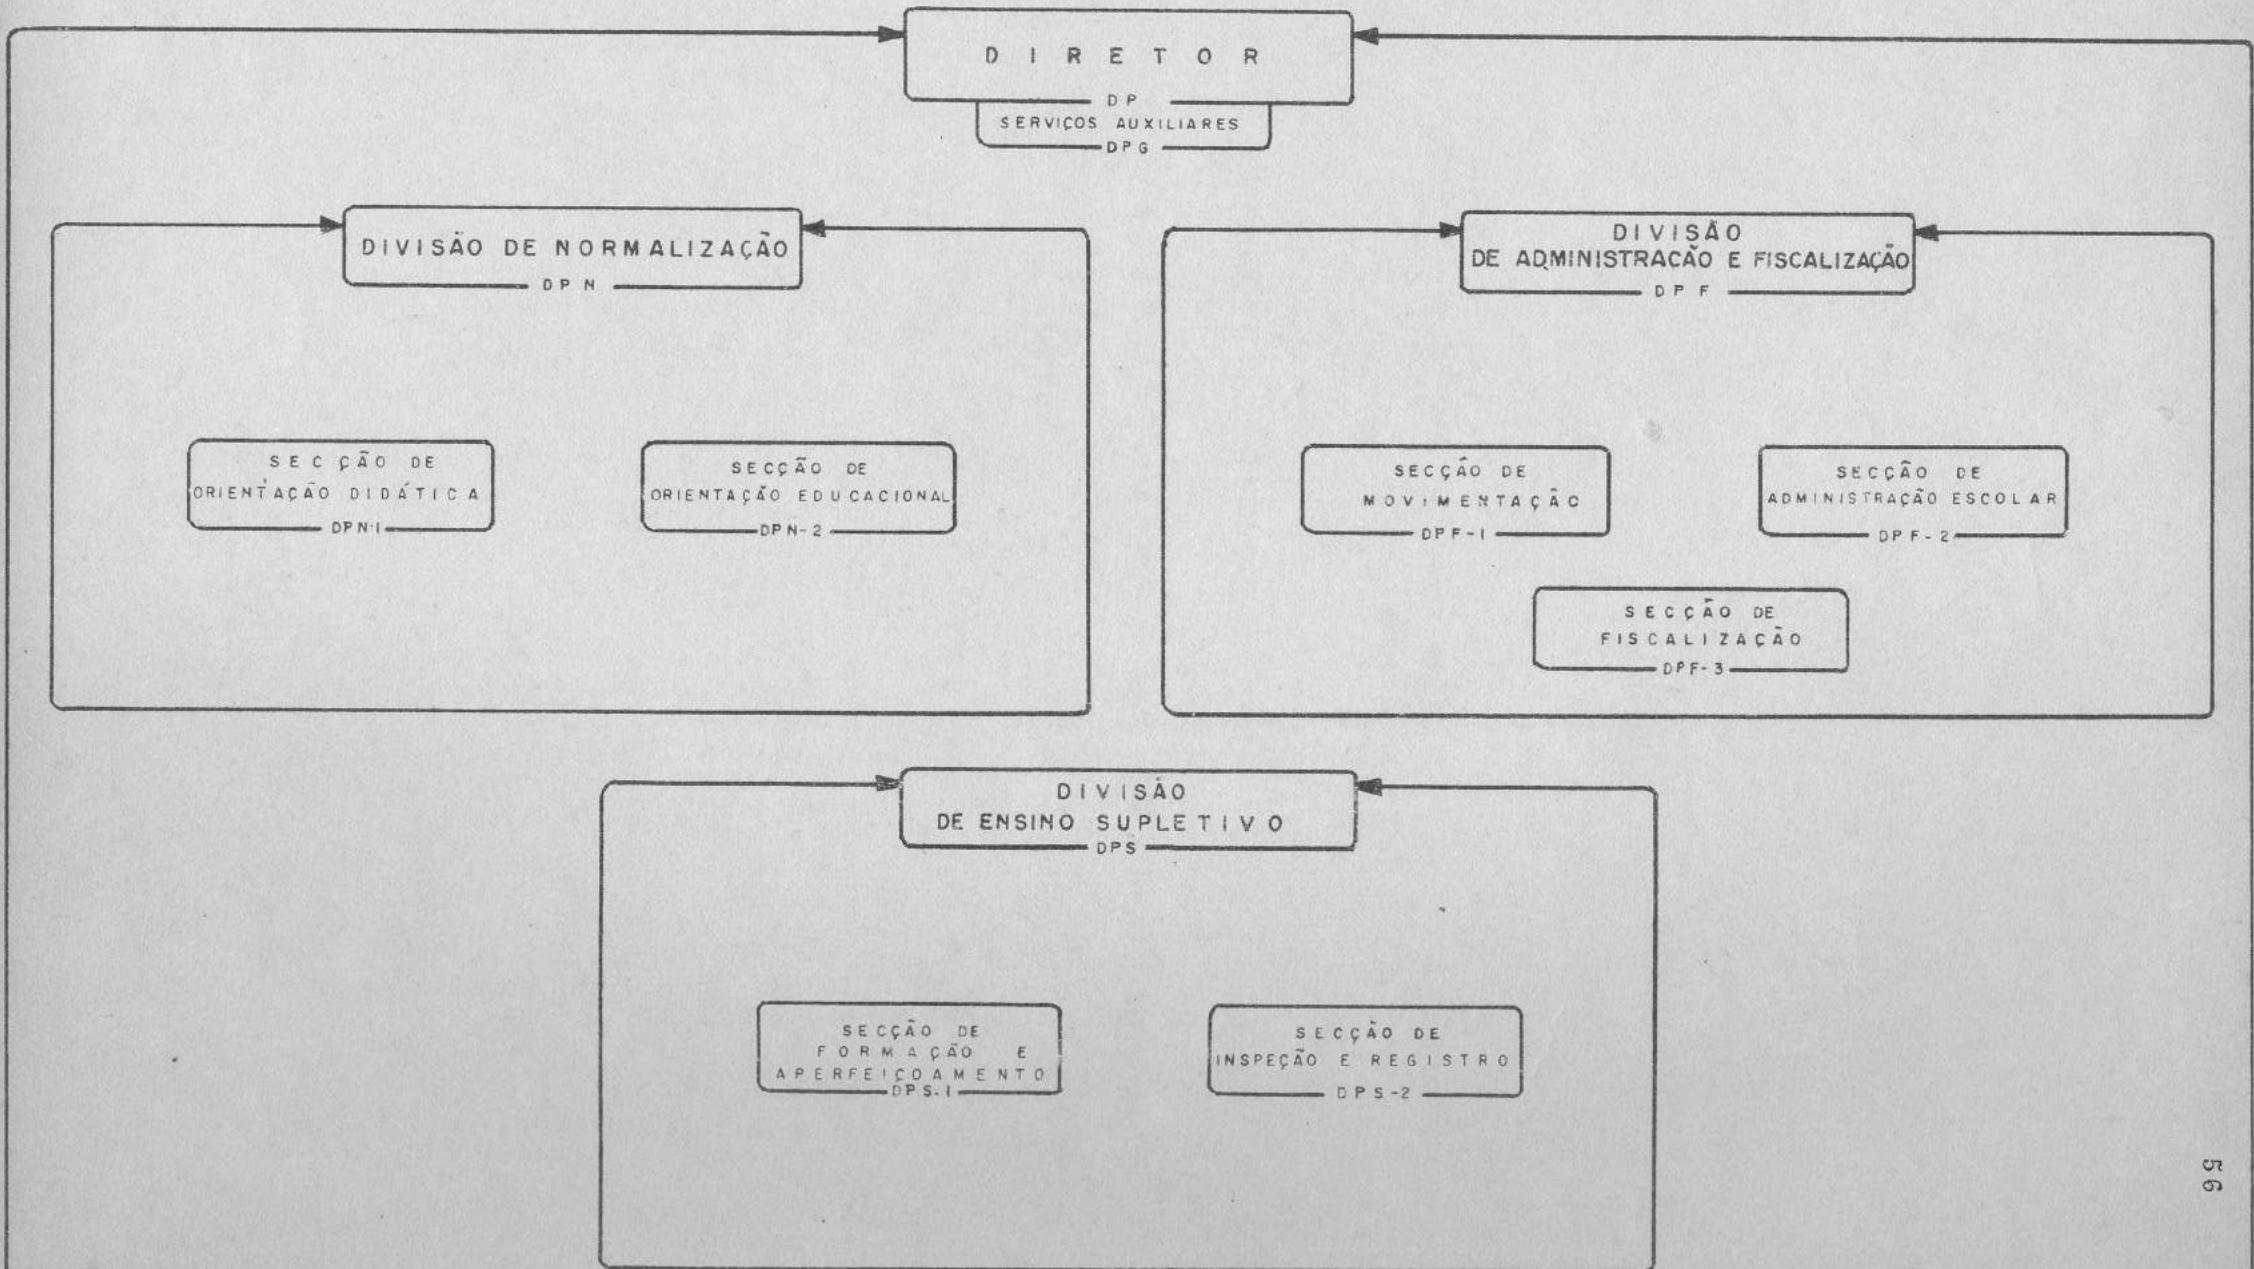 DIRETOR
DP
SERVIÇOS AUXILIARES
DPG
DIVISÃO DE NORMALIZAÇÃO
DPN
DIVISÃO
DE ADMINISTRACÃO E FISCALIZAÇÃO
DPF
SECÇÃO DE
ORIENTAÇÃO DIDÁTICA
DPN-1
SECÇÃO DE
ORIENTAÇÃO EDUCACIONAL
DPN-2
SECÇÃO DE
MOVIMENTAÇÃO
DPF-1
SECÇÃO DE
ADMINISTRAÇÃO ESCOLAR
DPF-2
SECÇÃO DE
FISCALIZAÇÃO
DPF-3
DIVISÃO
DE ENSINO SUPLETIVO
DPS
SECÇÃO DE
FORMAÇÃO E
APERFEIÇOAMENTO
DPS-1
SECÇÃO DE
INSPEÇÃO E REGISTRO
DPS-2
56